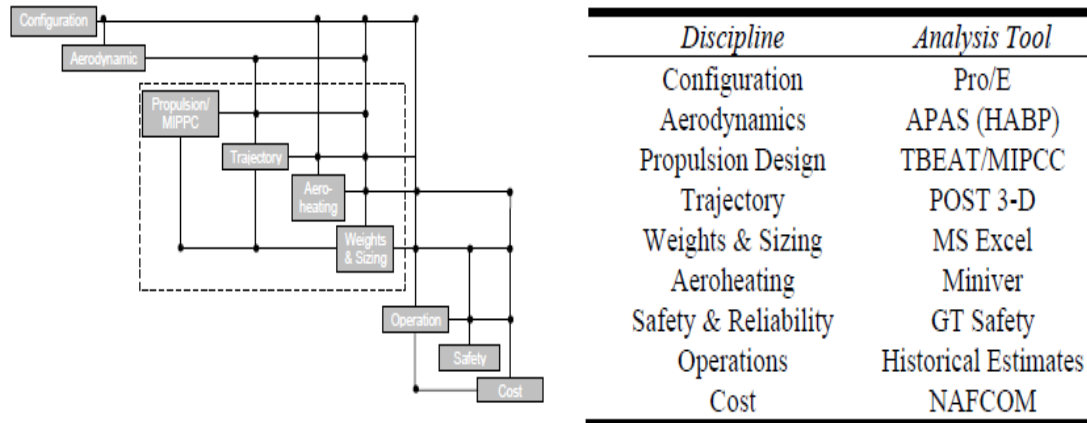 Configuration
Aerodynamic
Propulsion/
MIPPC
Trajectory
Aero-
heating
Weights
& Sizing
Operation
Safety
Cost
Discipline Analysis Tool
Configuration Pro/E
Aerodynamics APAS (HABP)
Propulsion Design TBEAT/MIPCC
Trajectory POST 3-D
Weights & Sizing MS Excel
Aeroheating Miniver
Safety & Reliability GT Safety
Operations Historical Estimates
Cost NAFCOM